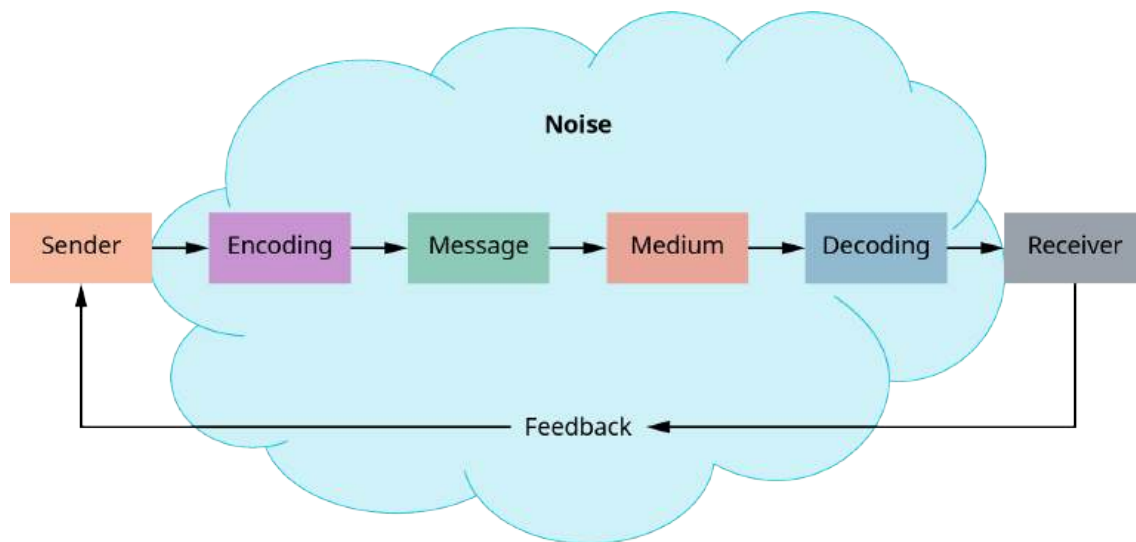 Noise
Sender
Encoding
Message
Medium
Decoding
Receiver
Feedback